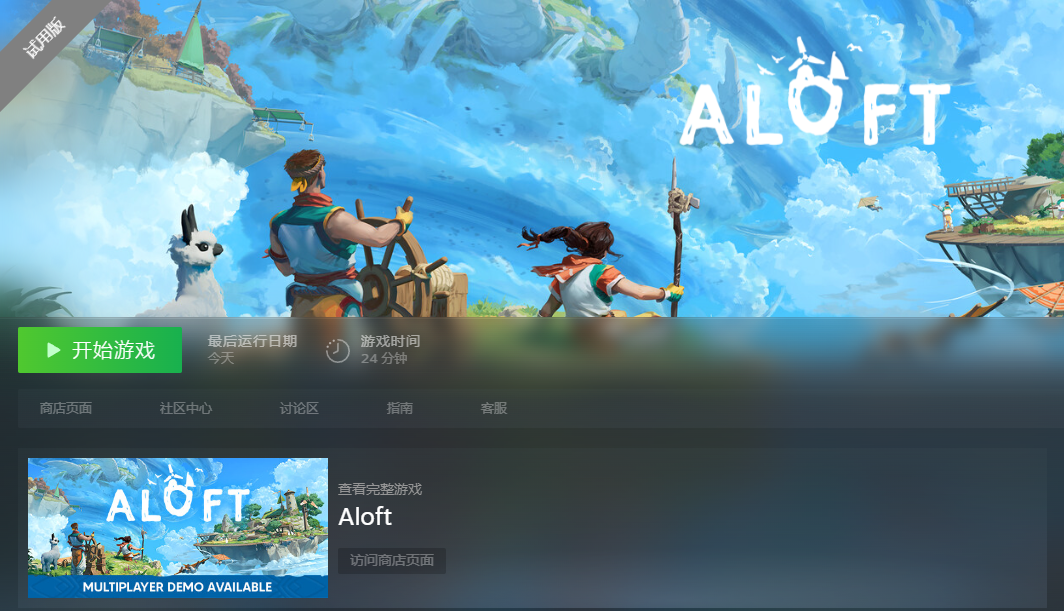 试用版
ALOFT
开始游戏
最后运行日期
今天
游戏时间
24 分钟
商店页面 社区中心 讨论区 指南 客服
ALOFT
MULTIPLAYER DEMO AVAILABLE
查看完整游戏
Aloft
访问商店页面